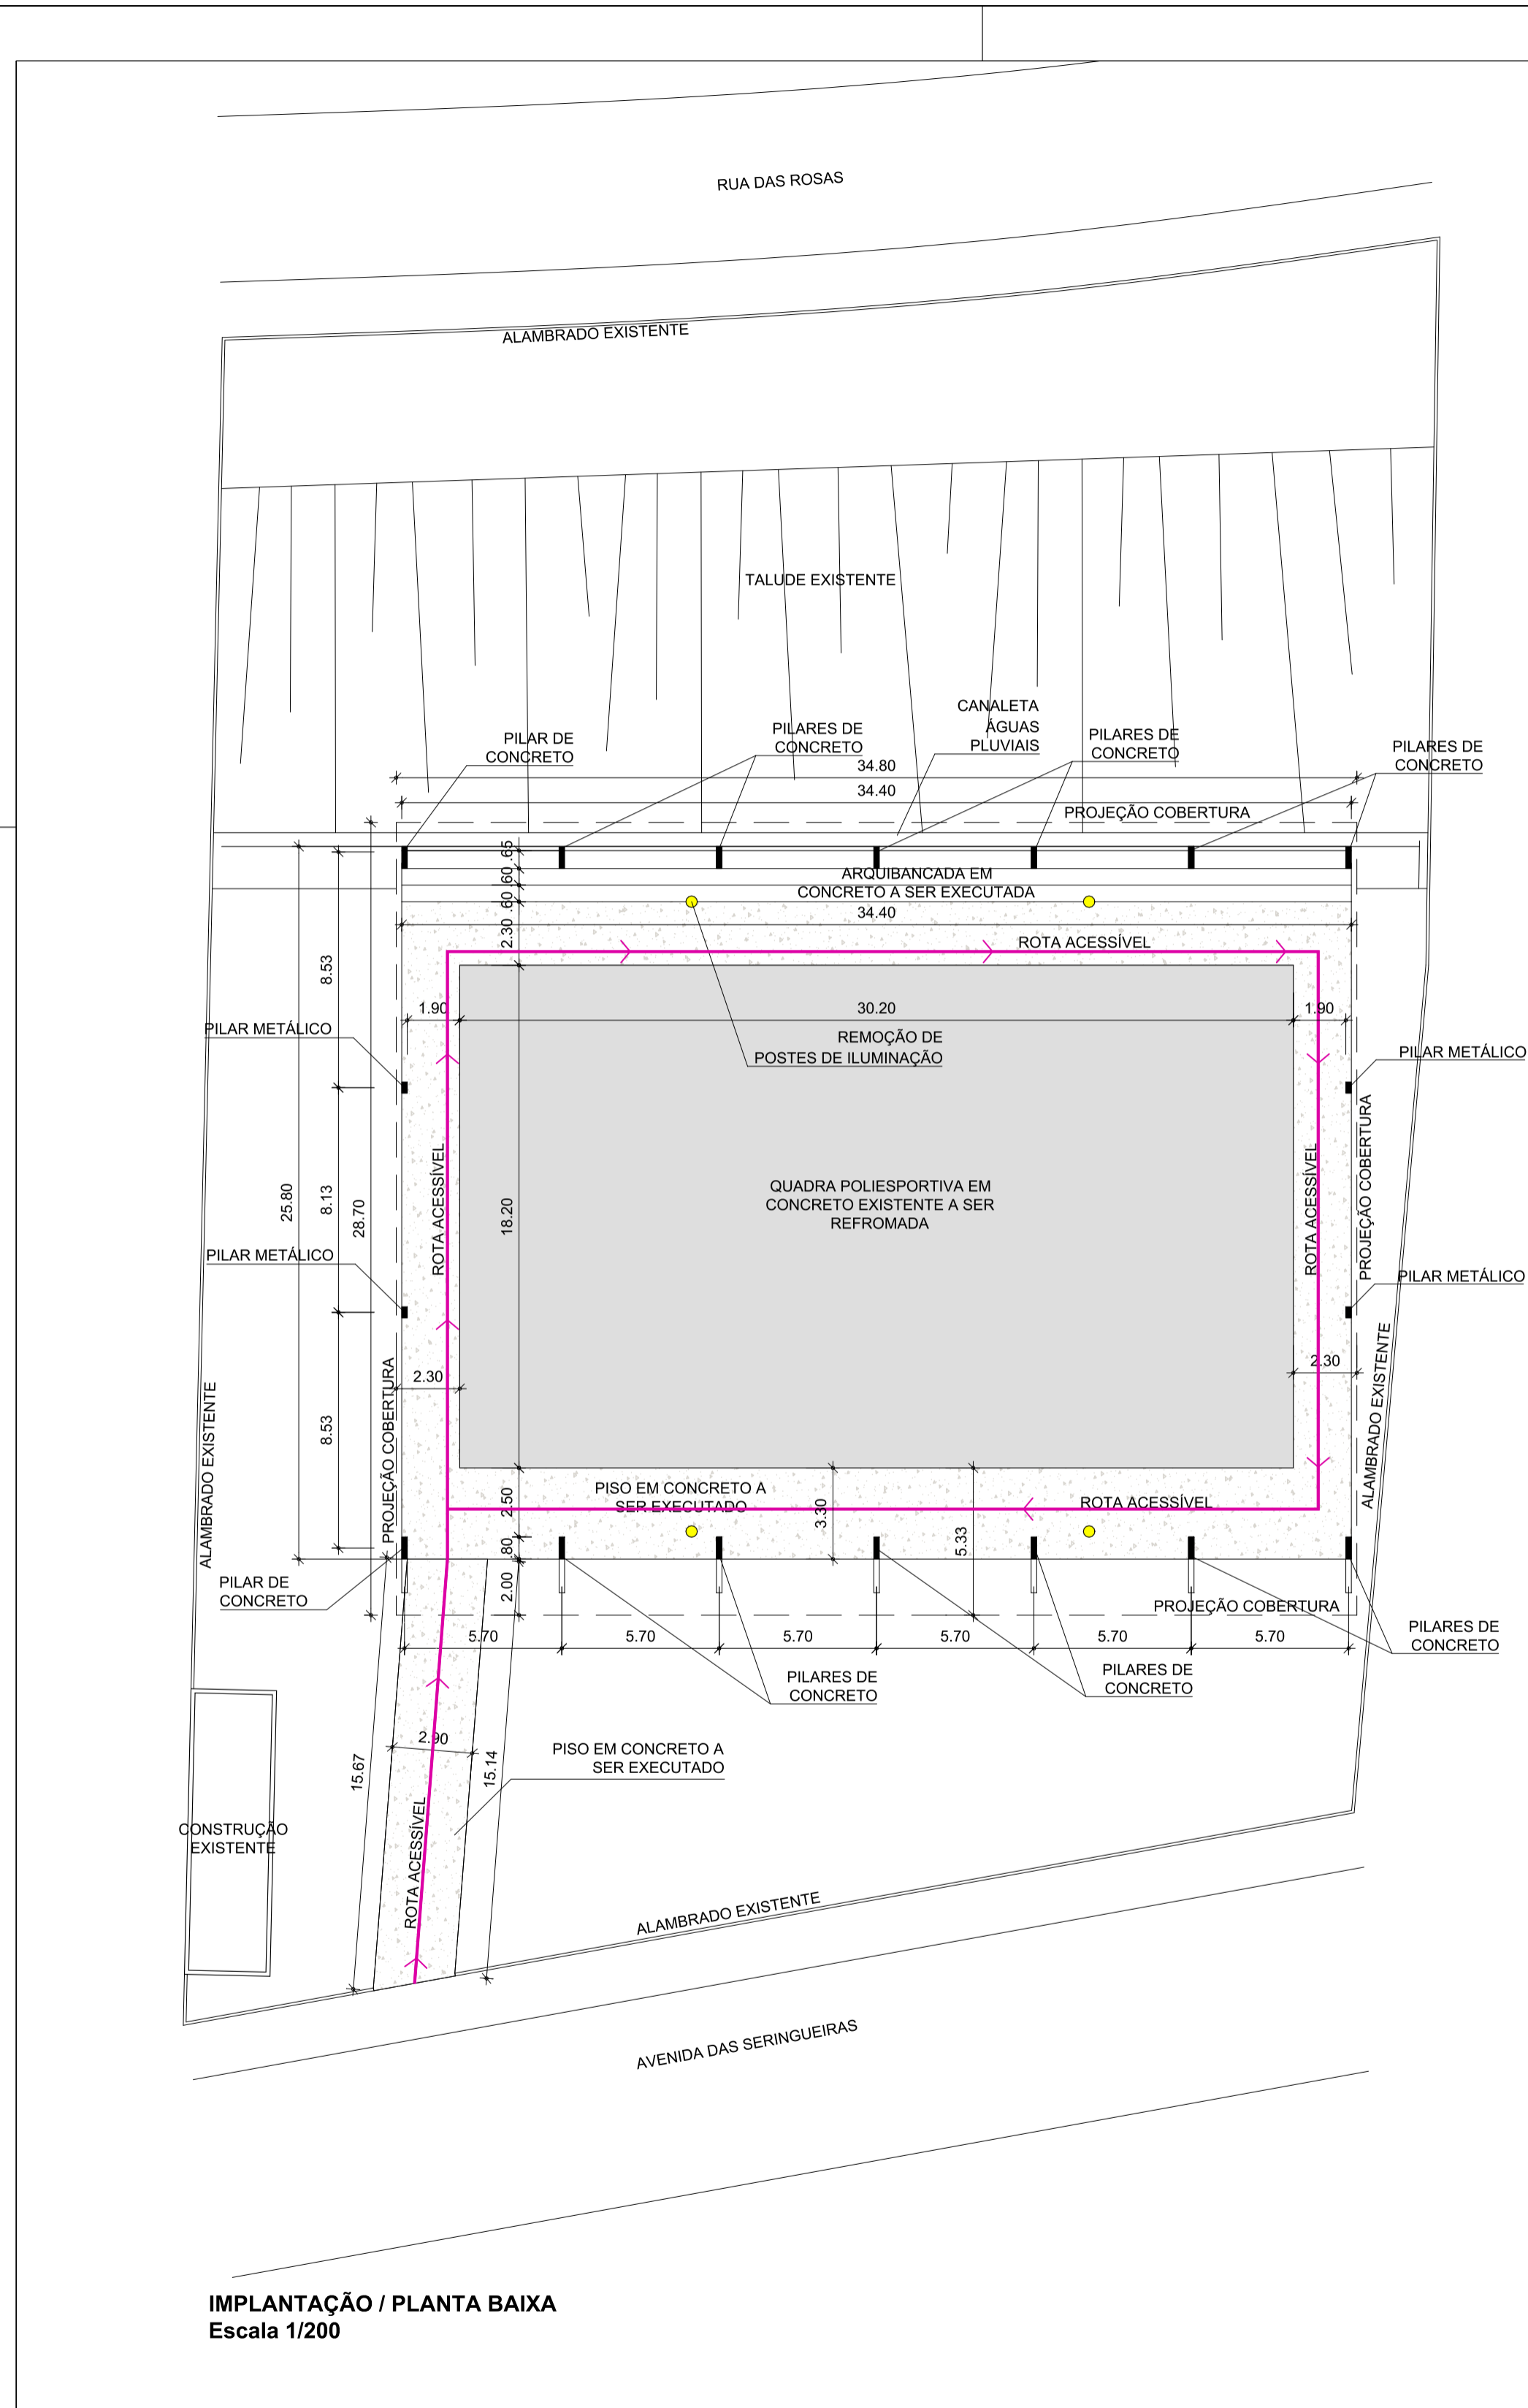 RUA DAS ROSAS
ALAMBRADO EXISTENTE
TALUDE EXISTENTE
CANALETA
ÁGUAS
PLUVIAIS
PILAR DE
CONCRETO
PILARES DE
CONCRETO
PILARES DE
CONCRETO
PILARES DE
CONCRETO
34.80
34.40
PROJEÇÃO COBERTURA
.65
.60
.60
2.30
ARQUIBANCADA EM
CONCRETO A SER EXECUTADA
34.40
ROTA ACESSÍVEL
8.53
1.90
30.20
1.90
PILAR METÁLICO
REMOÇÃO DE
POSTES DE ILUMINAÇÃO
PILAR METÁLICO
25.80
8.13
28.70
ROTA ACESSÍVEL
18.20
QUADRA POLIESPORTIVA EM
CONCRETO EXISTENTE A SER
REFROMADA
ROTA ACESSÍVEL
PROJEÇÃO COBERTURA
PILAR METÁLICO
PILAR METÁLICO
2.30
2.30
ALAMBRADO EXISTENTE
8.53
PROJEÇÃO COBERTURA
ALAMBRADO EXISTENTE
2.50
PISO EM CONCRETO A
SER EXECUTADO
3.30
5.33
ROTA ACESSÍVEL
.80
2.00
PILAR DE
CONCRETO
PROJEÇÃO COBERTURA
5.70
5.70
5.70
5.70
5.70
5.70
PILARES DE
CONCRETO
PILARES DE
CONCRETO
PILARES DE
CONCRETO
2.90
15.67
15.14
PISO EM CONCRETO A
SER EXECUTADO
CONSTRUÇÃO
EXISTENTE
ROTA ACESSÍVEL
ALAMBRADO EXISTENTE
AVENIDA DAS SERINGUEIRAS
IMPLANTAÇÃO / PLANTA BAIXA
Escala 1/200